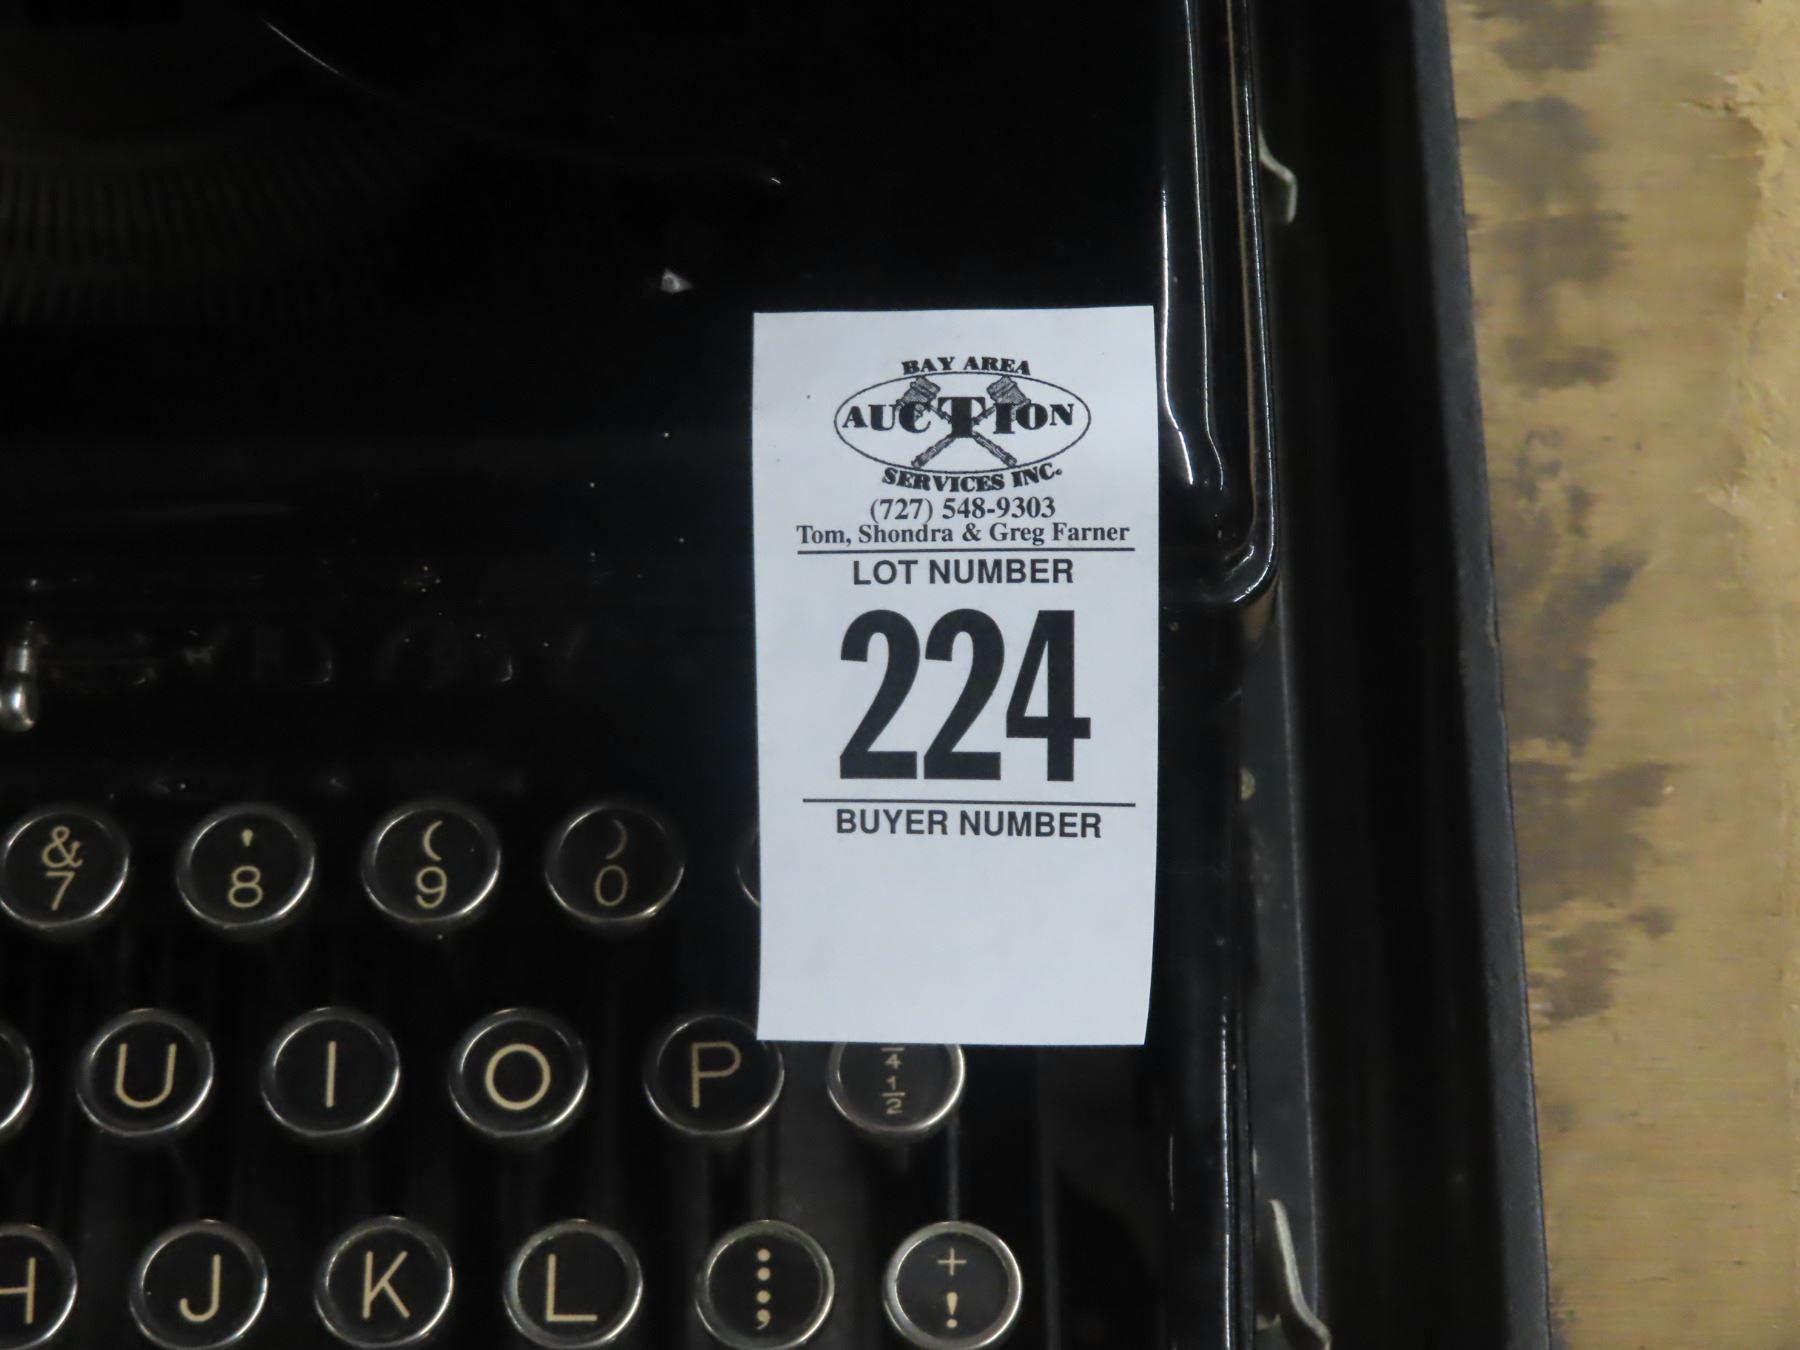 BAY AREA
AUCTION
SERVICES INC.
(727) 548-9303
Tom, Shondra & Greg Farner
LOT NUMBER
224
BUYER NUMBER
& ' ( )
7 8 9 0
U I O P 4 1/2
H J K L : ; + !